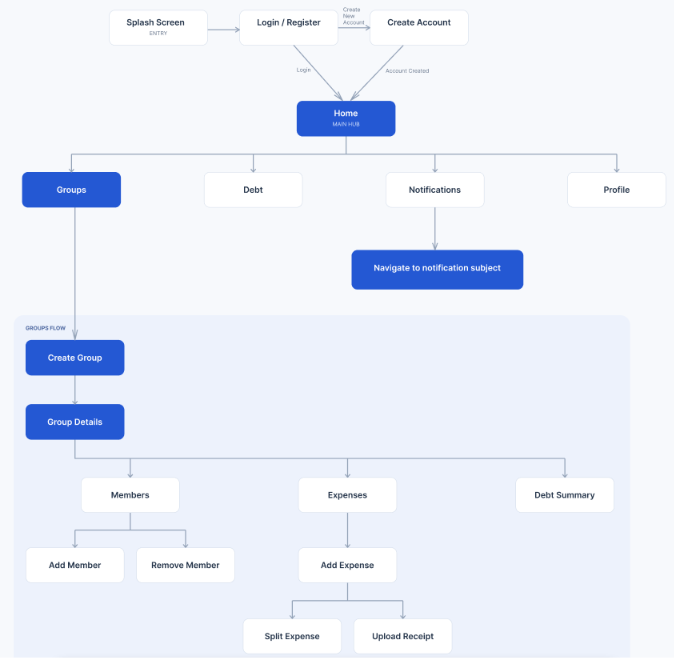 Splash Screen
ENTRY
Login / Register
Create
New
Account
Create Account
Login
Account Created
Home
MAIN HUB
Groups
Debt
Notifications
Profile
Navigate to notification subject
GROUPS FLOW
Create Group
Group Details
Members
Expenses
Debt Summary
Add Member
Remove Member
Add Expense
Split Expense
Upload Receipt